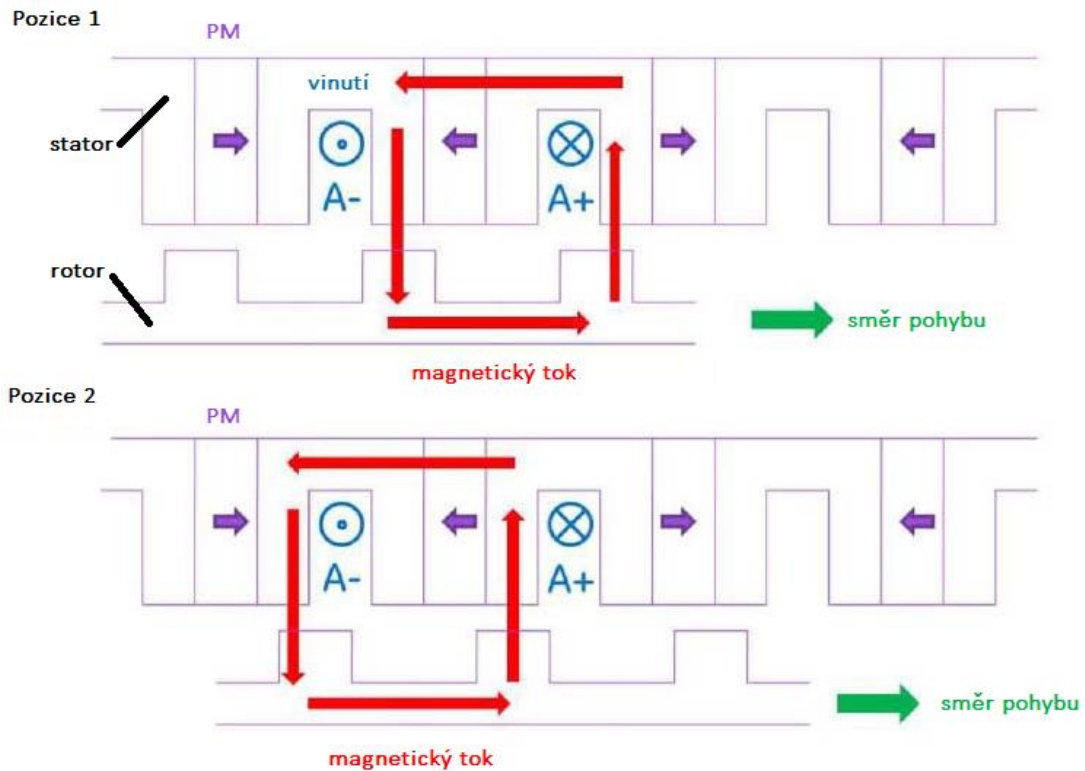 Pozice 1
PM
vinutí
stator
A-
A+
rotor
směr pohybu
magnetický tok
Pozice 2
PM
A-
A+
směr pohybu
magnetický tok